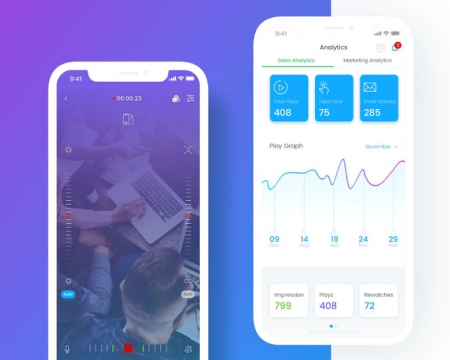 9:41
00:00:23
Auto
Auto
9:41
Analytics
3
Sales Analytics
Marketing Analytics
Total Plays
408
Total Click
75
Email Opened
285
Play Graph
November
09
Nov
14
Nov
19
Nov
24
Nov
29
Nov
Impression
799
Plays
408
Rewatches
72